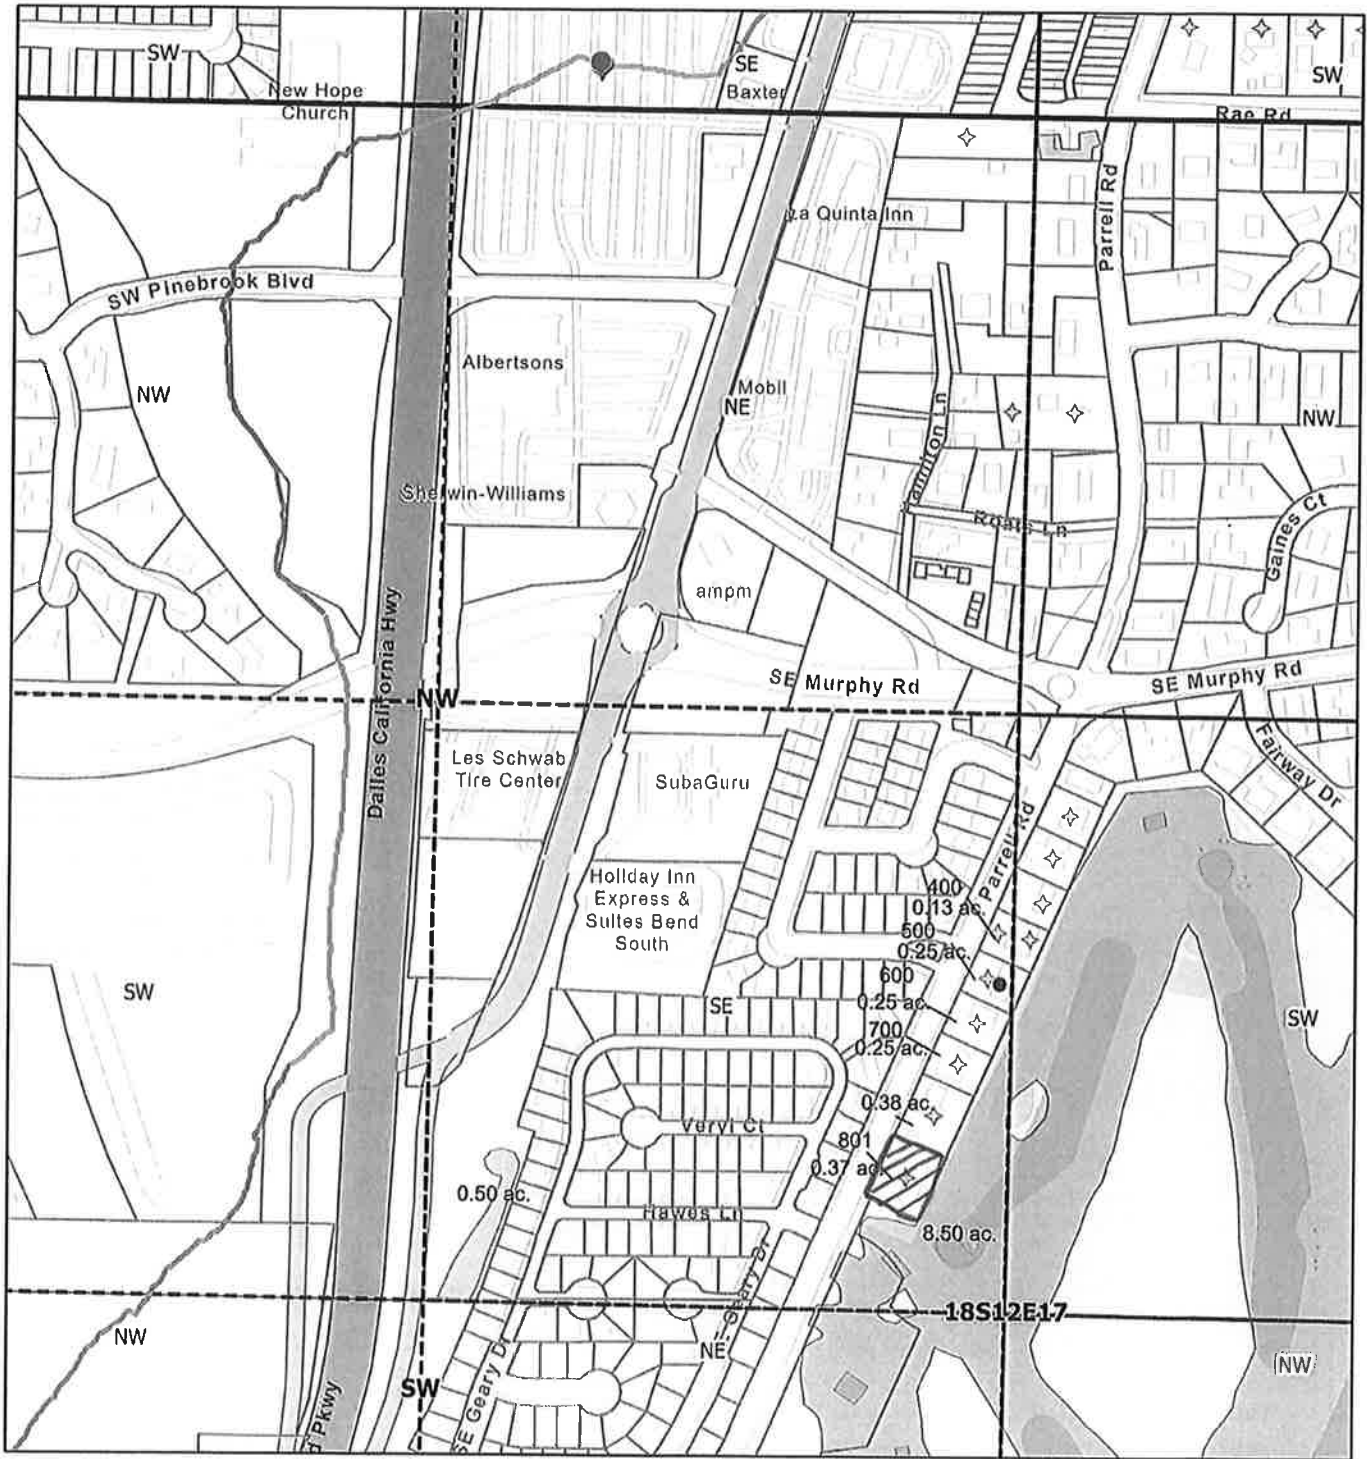 SW
SE
SW
New Hope
Church
Baxter
Rae Rd
La Quinta Inn
Parrell Rd
SW Pinebrook Blvd
Albertsons
NW
Mobil
NE
NW
Hamilton Ln
Sherwin-Williams
Roats Ln
Gaines Ct
ampm
Dalles California Hwy
SE Murphy Rd
SE Murphy Rd
NW
Fairway Dr
Les Schwab
Tire Center
SubaGuru
Parrell Rd
Holiday Inn
Express &
Suites Bend
South
400
0.13 ac.
500
0.25 ac.
600
0.25 ac.
700
0.25 ac.
SW
SE
SW
0.38 ac.
Veryl Ct
801
0.37 ac.
0.50 ac.
Hawes Ln
8.50 ac.
Geary Dr
18S12E17
NW
NE
NW
SE Geary Dr
SW
d Pkwy